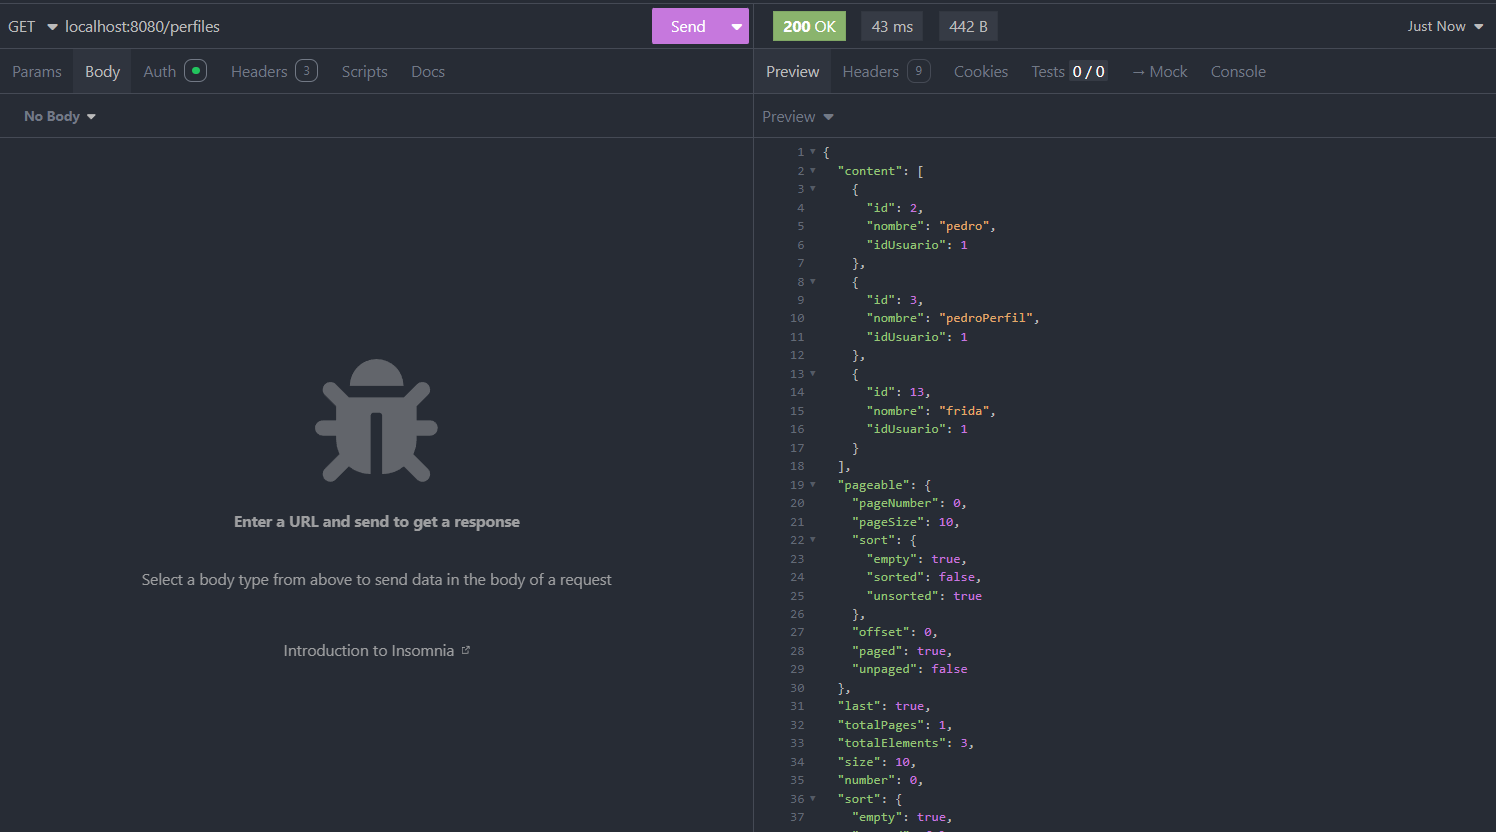 GET localhost:8080/perfiles Send 200 OK 43 ms 442 B Just Now
Params Body Auth Headers 3 Scripts Docs
Preview Headers 9 Cookies Tests 0 / 0 → Mock Console
No Body
Preview
Enter a URL and send to get a response
Select a body type from above to send data in the body of a request
Introduction to Insomnia
1 {
2 "content": [
3 {
4 "id": 2,
5 "nombre": "pedro",
6 "idUsuario": 1
7 },
8 {
9 "id": 3,
10 "nombre": "pedroPerfil",
11 "idUsuario": 1
12 },
13 {
14 "id": 13,
15 "nombre": "frida",
16 "idUsuario": 1
17 }
18 ],
19 "pageable": {
20 "pageNumber": 0,
21 "pageSize": 10,
22 "sort": {
23 "empty": true,
24 "sorted": false,
25 "unsorted": true
26 },
27 "offset": 0,
28 "paged": true,
29 "unpaged": false
30 },
31 "last": true,
32 "totalPages": 1,
33 "totalElements": 3,
34 "size": 10,
35 "number": 0,
36 "sort": {
37 "empty": true,